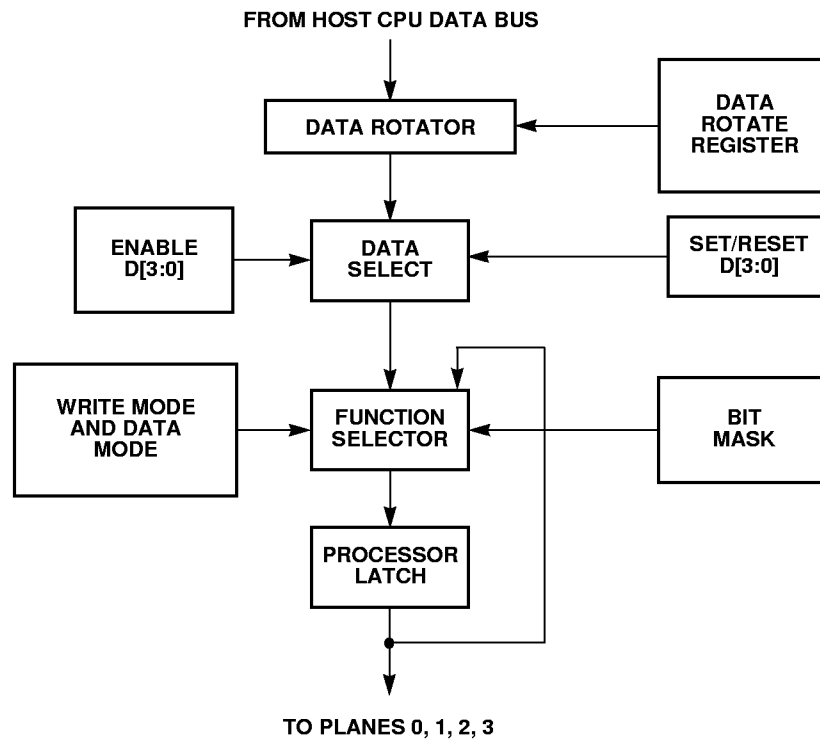 FROM HOST CPU DATA BUS
DATA ROTATOR
DATA
ROTATE
REGISTER
ENABLE
D[3:0]
DATA
SELECT
SET/RESET
D[3:0]
WRITE MODE
AND DATA
MODE
FUNCTION
SELECTOR
BIT
MASK
PROCESSOR
LATCH
TO PLANES 0, 1, 2, 3